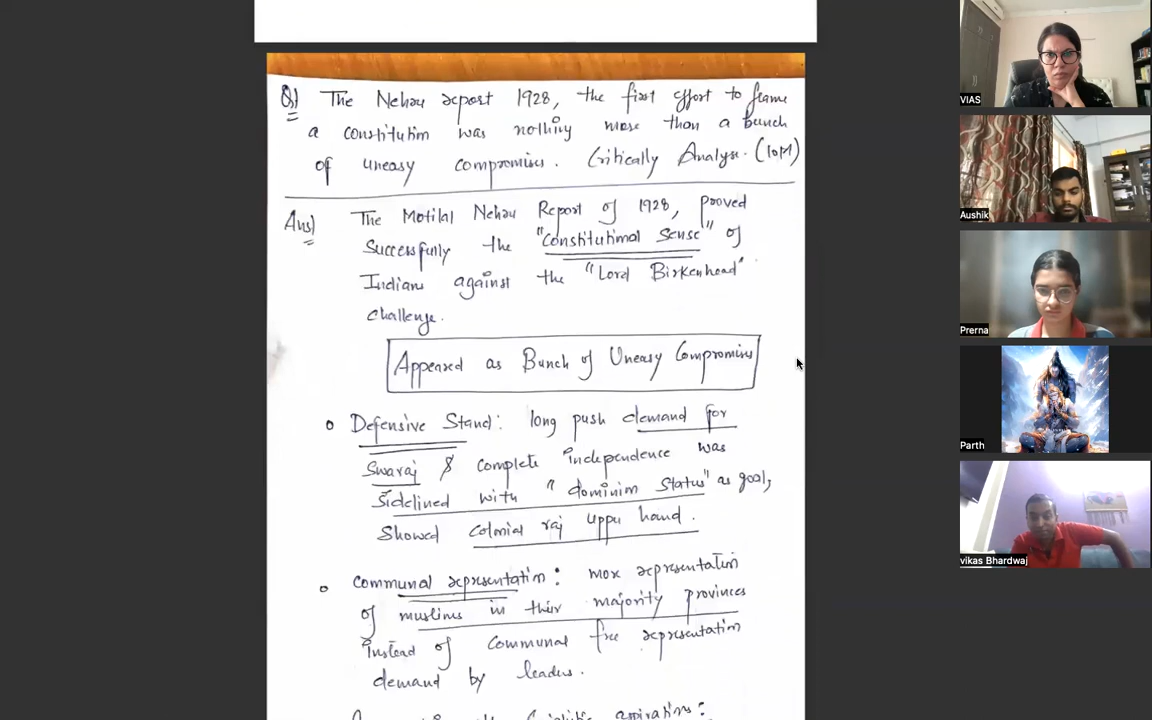 Q1) The Nehru report 1928, the first effort to frame
a constitution was nothing more than a bunch
of uneasy compromises. Critically Analyse. (10M)
Ans) The Motilal Nehru Report of 1928, proved
Successfully the "Constitutional Sense" of
Indians against the "Lord Birkenhead"
challenge.
Appeared as Bunch of Uneasy Compromises
Defensive Stand: long push demand for
Swaraj & complete independence was
sidelined with "dominion Status" as goal,
Showed colonial raj upper hand.
Communal representation: more representation
of muslims in their majority provinces
instead of communal free representation
demand by leaders.
aspirations:
VIAS
Aushik
Prerna
Parth
vikas Bhardwaj